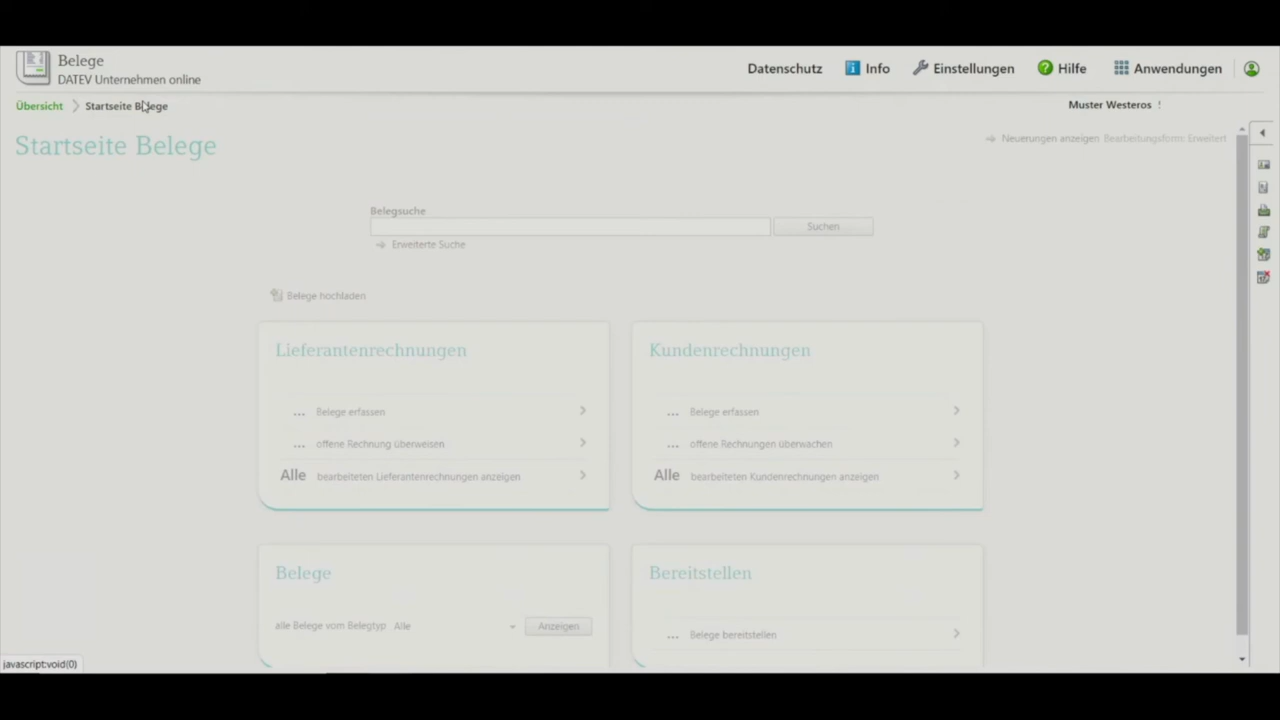 Belege
DATEV Unternehmen online
Datenschutz
Info
Einstellungen
Hilfe
Anwendungen
Übersicht
Startseite Belege
Muster Westeros
Startseite Belege
Neuerungen anzeigen
Bearbeitungsform: Erweitert
Belegsuche
Suchen
Erweiterte Suche
Belege hochladen
Lieferantenrechnungen
... Belege erfassen
... offene Rechnung überweisen
Alle bearbeiteten Lieferantenrechnungen anzeigen
Kundenrechnungen
... Belege erfassen
... offene Rechnungen überwachen
Alle bearbeiteten Kundenrechnungen anzeigen
Belege
alle Belege vom Belegtyp Alle
Anzeigen
Bereitstellen
... Belege bereitstellen
javascript:void(0)